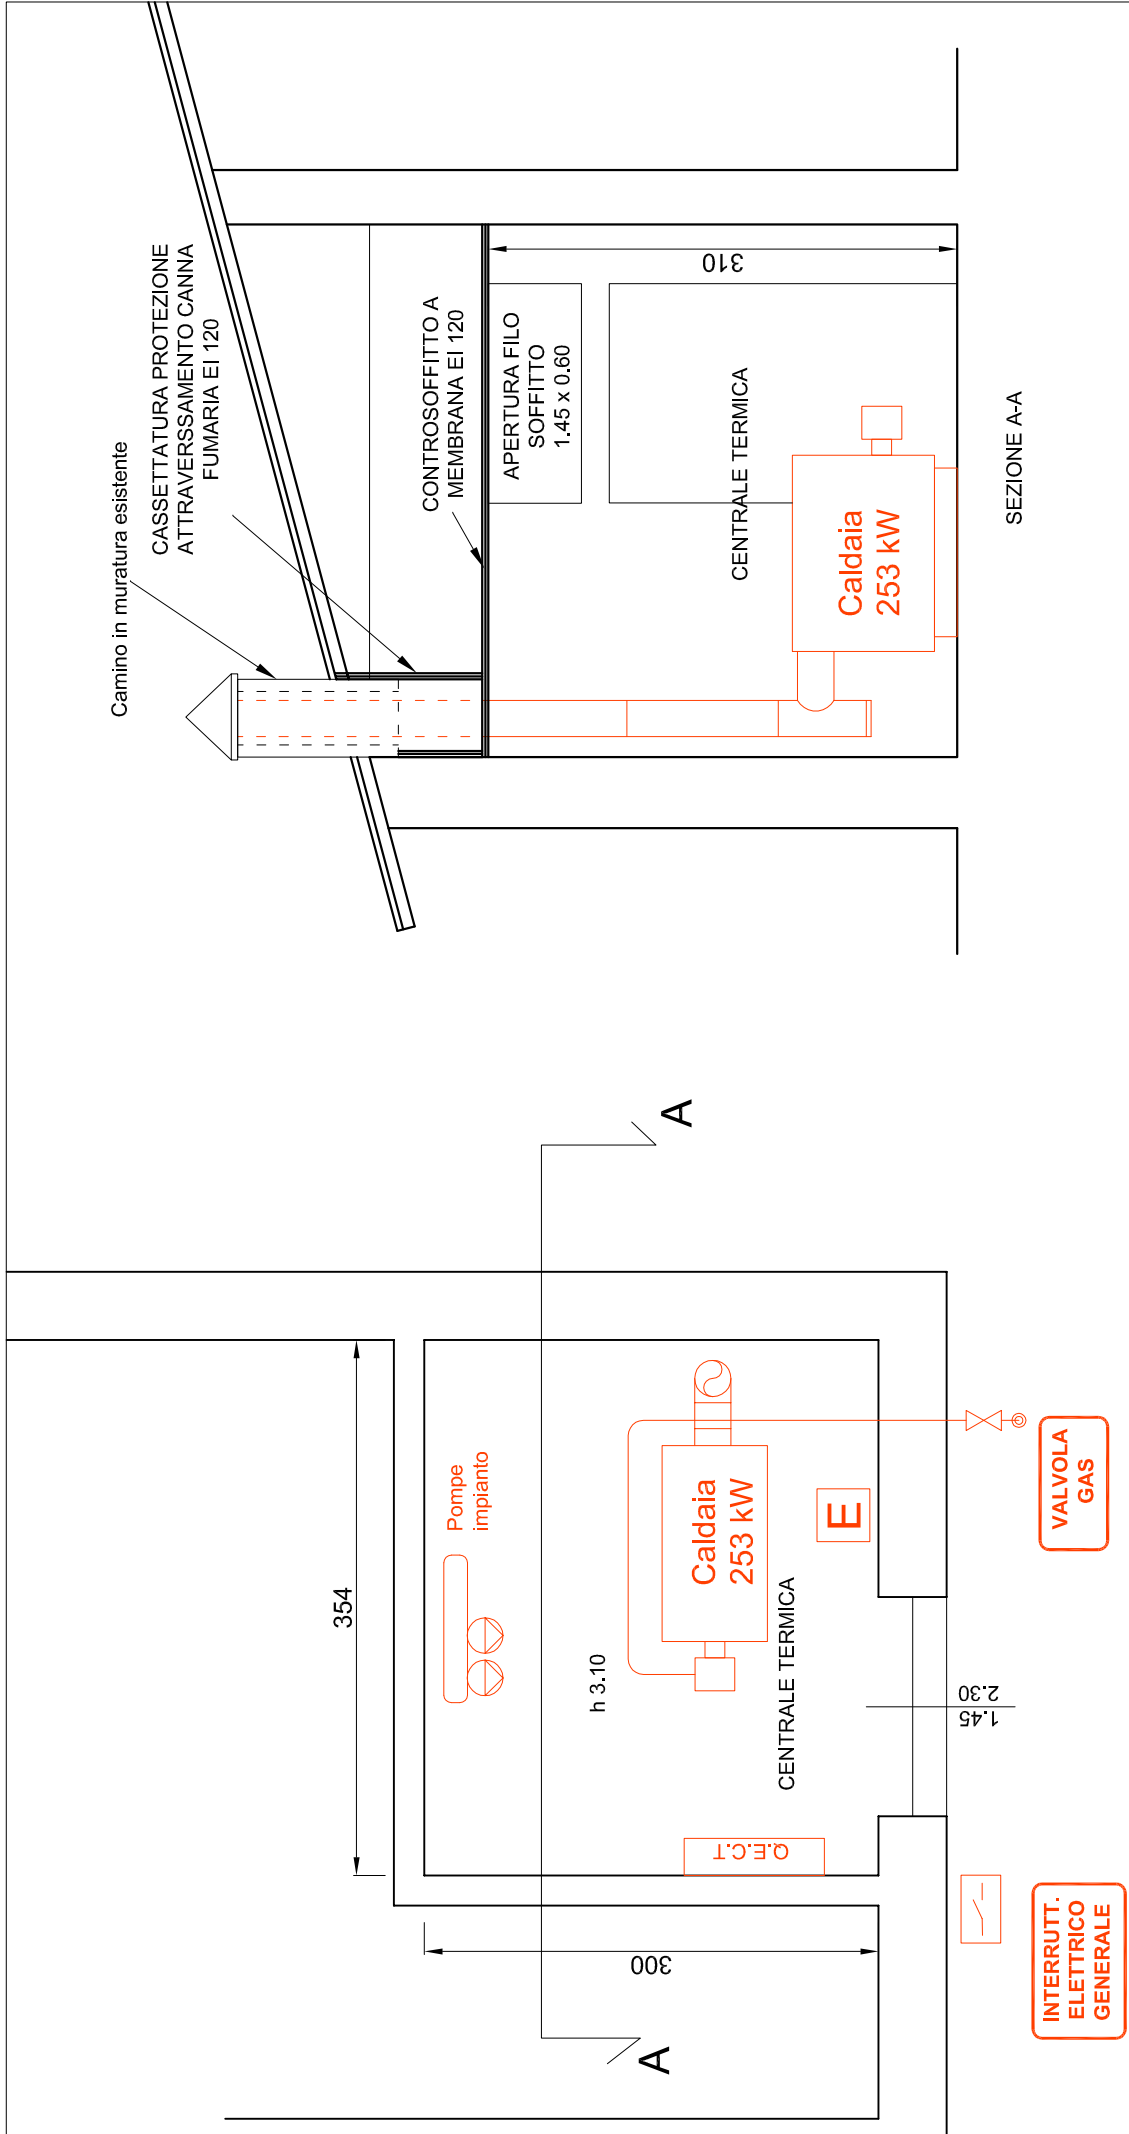 Camino in muratura esistente
CASSETTATURA PROTEZIONE
ATTRAVERSSAMENTO CANNA
FUMARIA EI 120
CONTROSOFFITTO A
MEMBRANA EI 120
APERTURA FILO
SOFFITTO
1.45 x 0.60
310
CENTRALE TERMICA
Caldaia
253 kW
SEZIONE A-A
A
354
Pompe
impianto
h 3.10
Caldaia
253 kW
CENTRALE TERMICA
E
Q.E.C.T
300
A
1.45
2.30
VALVOLA
GAS
INTERRUTT.
ELETTRICO
GENERALE